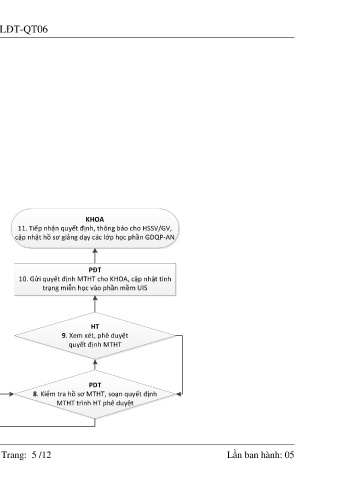 LĐT-QT06
KHOA
11. Tiếp nhận quyết định, thông báo cho HSSV/GV,
cập nhật hồ sơ giảng dạy các lớp học phần GDQP-AN
PĐT
10. Gửi quyết định MTHT cho KHOA, cập nhật tình
trạng miễn học vào phần mềm UIS
HT
9. Xem xét, phê duyệt
quyết định MTHT
PĐT
8. Kiểm tra hồ sơ MTHT, soạn quyết định
MTHT trình HT phê duyệt
Trang: 5 /12
Lần ban hành: 05